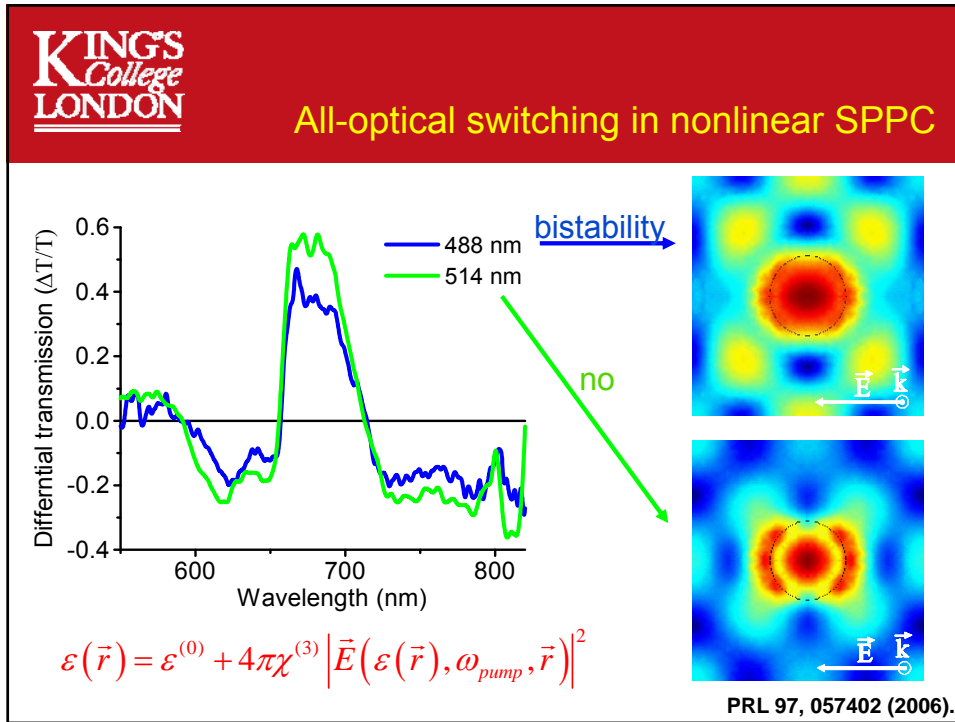 KING'S
College
LONDON
All-optical switching in nonlinear SPPC
Differntial transmission (ΔT/T)
0.6
0.4
0.2
0.0
-0.2
-0.4
600 700 800
Wavelength (nm)
488 nm
514 nm
bistability
no
E⃗ k⃗
E⃗ k⃗
ε(r⃗) = ε⁽⁰⁾ + 4πχ⁽³⁾ |E⃗(ε(r⃗), ω_pump, r⃗)|²
PRL 97, 057402 (2006).